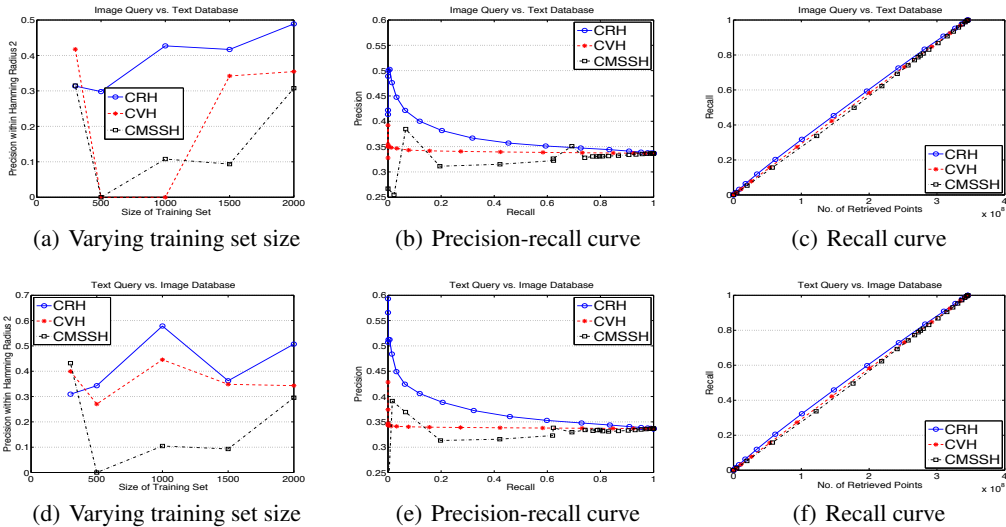 Image Query vs. Text Database
Precision within Hamming Radius 2
0.5
0.4
0.3
0.2
0.1
0
0 500 1000 1500 2000
Size of Training Set
CRH
CVH
CMSSH
(a) Varying training set size
Image Query vs. Text Database
Precision
0.6
0.55
0.5
0.45
0.4
0.35
0.3
0.25
0 0.2 0.4 0.6 0.8 1
Recall
CRH
CVH
CMSSH
(b) Precision-recall curve
Image Query vs. Text Database
Recall
1
0.8
0.6
0.4
0.2
0
0 1 2 3 4
x 10^8
No. of Retrieved Points
CRH
CVH
CMSSH
(c) Recall curve
Text Query vs. Image Database
Precision within Hamming Radius 2
0.7
0.6
0.5
0.4
0.3
0.2
0.1
0
0 500 1000 1500 2000
Size of Training Set
CRH
CVH
CMSSH
(d) Varying training set size
Text Query vs. Image Database
Precision
0.6
0.55
0.5
0.45
0.4
0.35
0.3
0.25
0 0.2 0.4 0.6 0.8 1
Recall
CRH
CVH
CMSSH
(e) Precision-recall curve
Text Query vs. Image Database
Recall
1
0.8
0.6
0.4
0.2
0
0 1 2 3 4
x 10^8
No. of Retrieved Points
CRH
CVH
CMSSH
(f) Recall curve